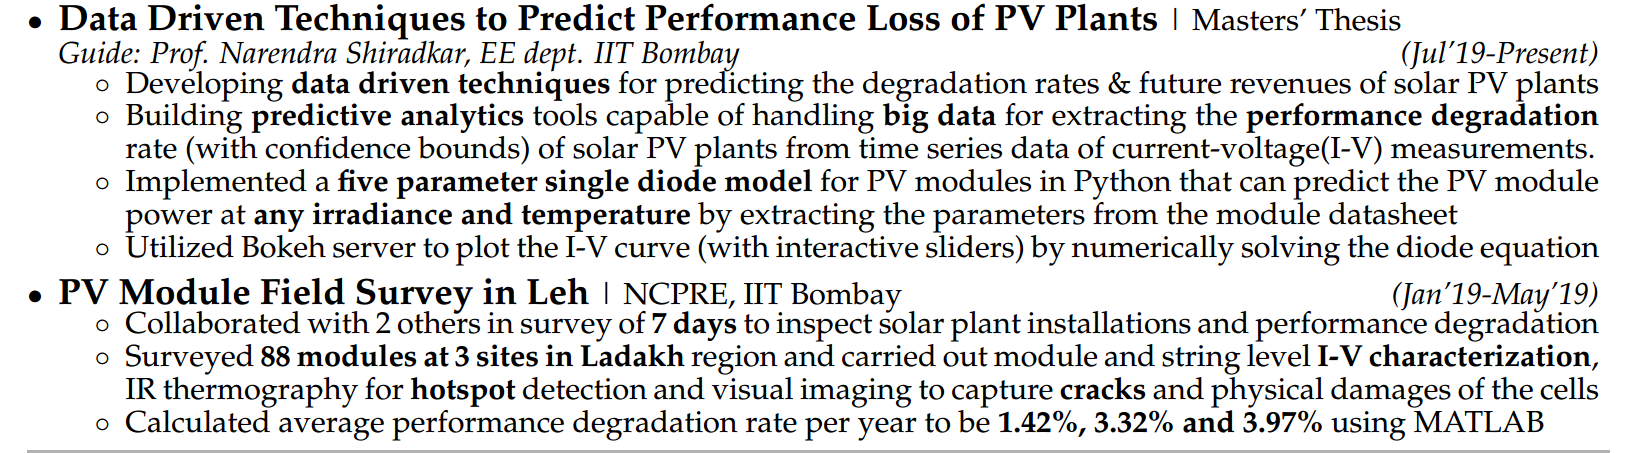 • Data Driven Techniques to Predict Performance Loss of PV Plants | Masters' Thesis
Guide: Prof. Narendra Shiradkar, EE dept. IIT Bombay (Jul'19-Present)
◦ Developing data driven techniques for predicting the degradation rates & future revenues of solar PV plants
◦ Building predictive analytics tools capable of handling big data for extracting the performance degradation
rate (with confidence bounds) of solar PV plants from time series data of current-voltage(I-V) measurements.
◦ Implemented a five parameter single diode model for PV modules in Python that can predict the PV module
power at any irradiance and temperature by extracting the parameters from the module datasheet
◦ Utilized Bokeh server to plot the I-V curve (with interactive sliders) by numerically solving the diode equation
• PV Module Field Survey in Leh | NCPRE, IIT Bombay (Jan'19-May'19)
◦ Collaborated with 2 others in survey of 7 days to inspect solar plant installations and performance degradation
◦ Surveyed 88 modules at 3 sites in Ladakh region and carried out module and string level I-V characterization,
IR thermography for hotspot detection and visual imaging to capture cracks and physical damages of the cells
◦ Calculated average performance degradation rate per year to be 1.42%, 3.32% and 3.97% using MATLAB